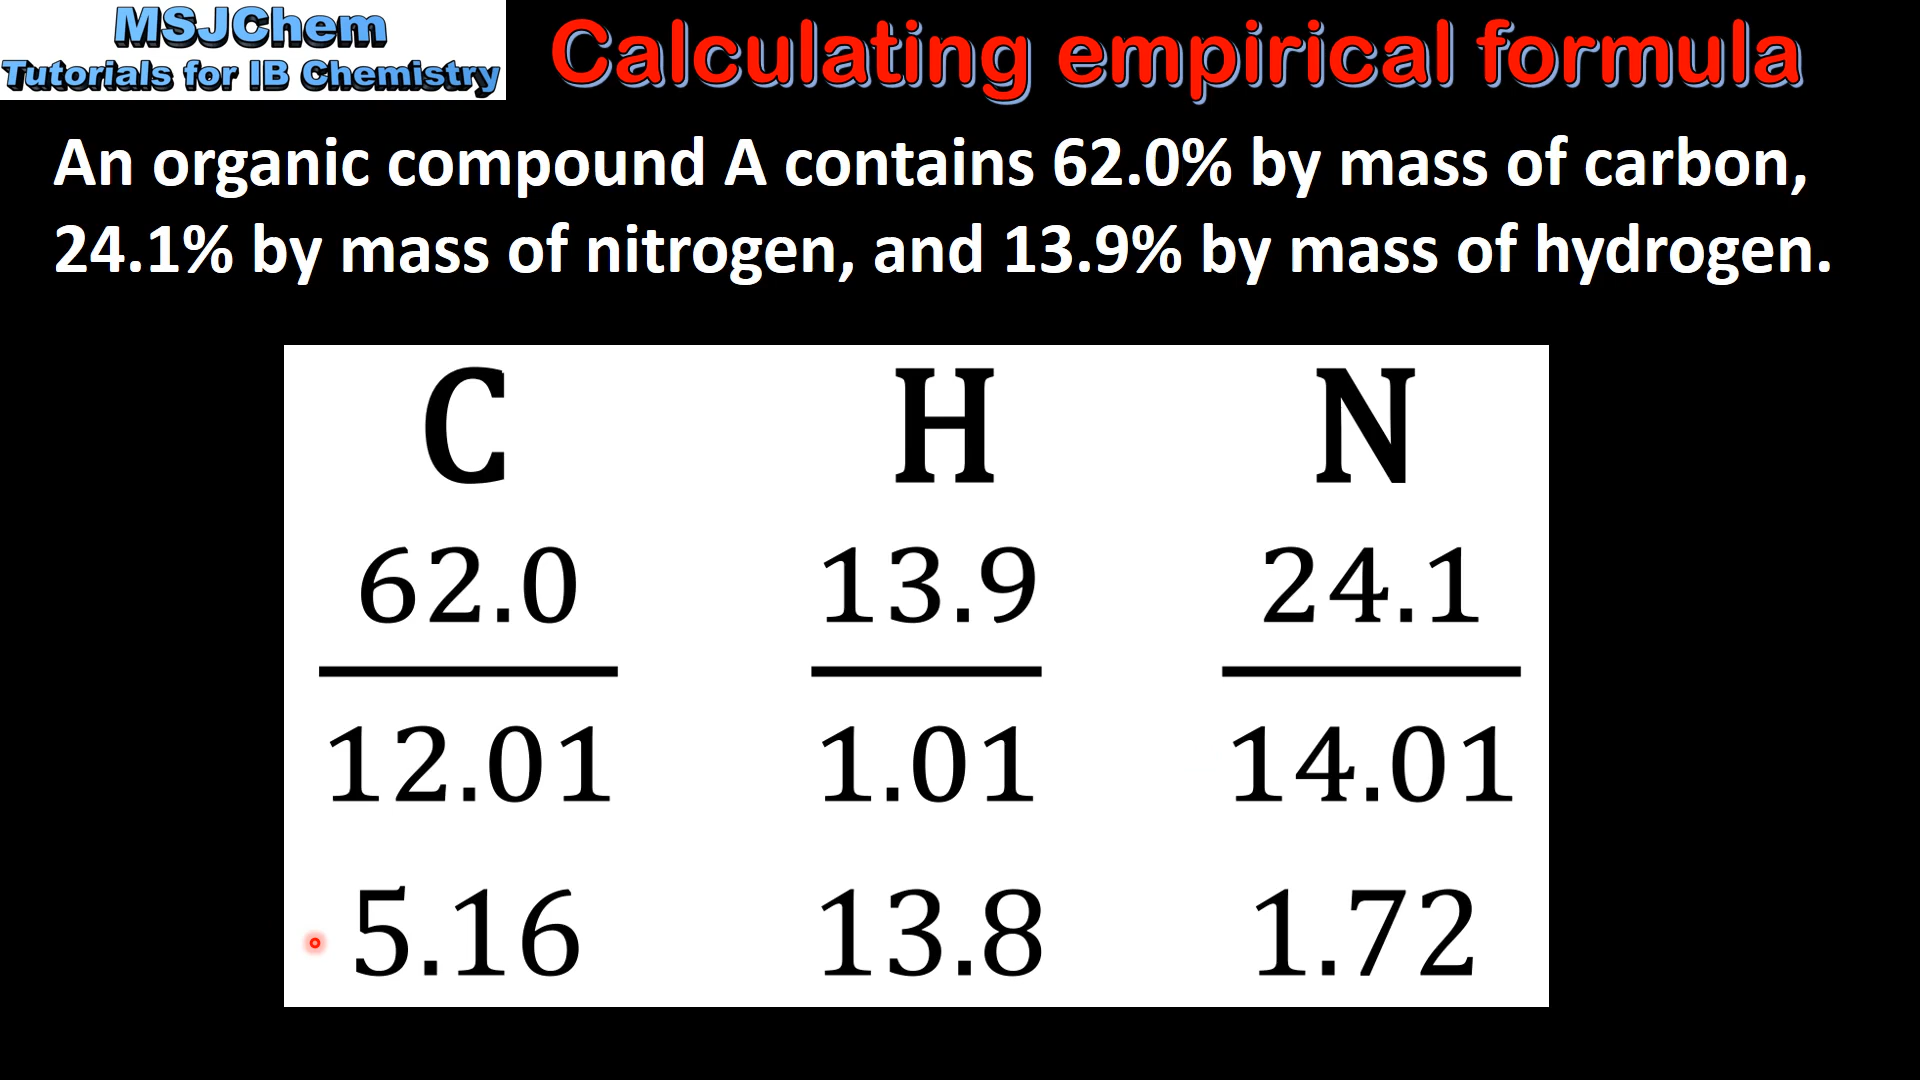 MSJChem
Tutorials for IB Chemistry
Calculating empirical formula
An organic compound A contains 62.0% by mass of carbon,
24.1% by mass of nitrogen, and 13.9% by mass of hydrogen.
C H N
62.0 13.9 24.1
12.01 1.01 14.01
5.16 13.8 1.72